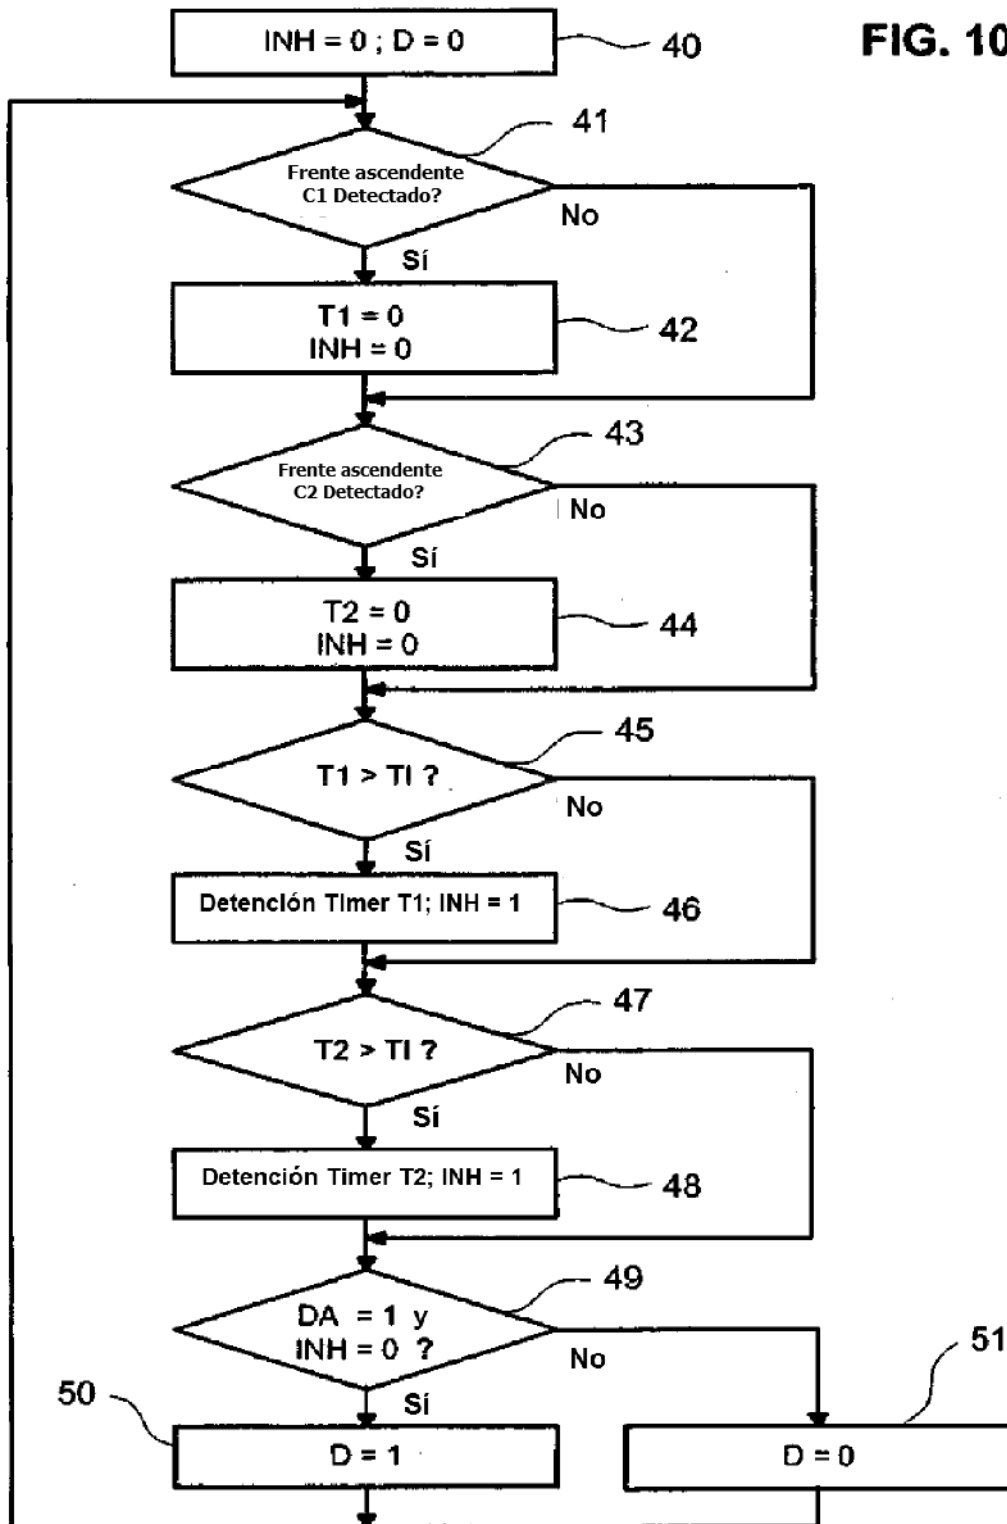 FIG. 10
INH = 0 ; D = 0
40
41
Frente ascendente
C1 Detectado?
No
Sí
T1 = 0
INH = 0
42
43
Frente ascendente
C2 Detectado?
No
Sí
T2 = 0
INH = 0
44
45
T1 > TI ?
No
Sí
Detención Timer T1; INH = 1
46
47
T2 > TI ?
No
Sí
Detención Timer T2; INH = 1
48
49
DA = 1 y
INH = 0 ?
No
51
50
Sí
D = 1
D = 0